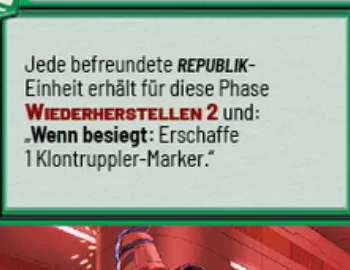 Jede befreundete REPUBLIK-
Einheit erhält für diese Phase
WIEDERHERSTELLEN 2 und:
„Wenn besiegt: Erschaffe
1 Klontruppler-Marker.“